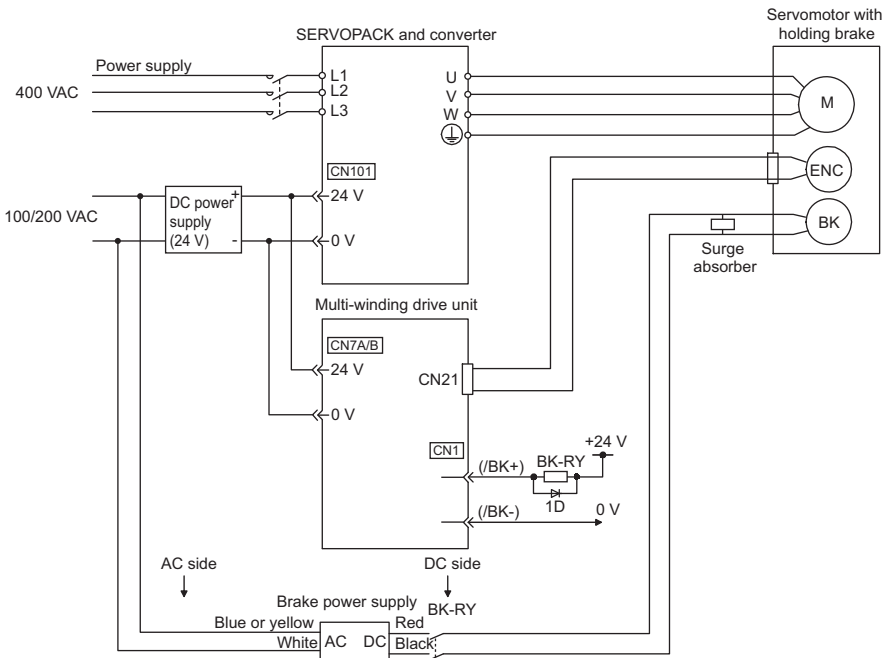 Servomotor with
holding brake
SERVOPACK and converter
Power supply
400 VAC
L1
L2
L3
U
V
W
M
CN101
24 V
0 V
ENC
100/200 VAC
DC power
supply
(24 V)
+
-
BK
Surge
absorber
Multi-winding drive unit
CN7A/B
24 V
0 V
CN21
CN1
(/BK+)
BK-RY
+24 V
1D
(/BK-)
0 V
AC side
DC side
Brake power supply
BK-RY
Blue or yellow
White
AC
DC
Red
Black